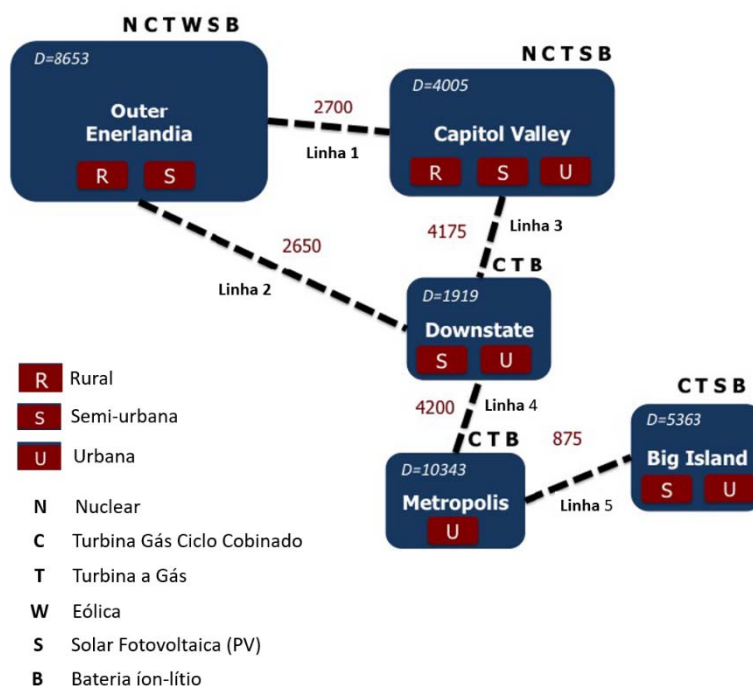 N C T W S B
D=8653
Outer
Enerlandia
R S
2700
Linha 1
N C T S B
D=4005
Capitol Valley
R S U
4175
Linha 3
2650
Linha 2
C T B
D=1919
Downstate
S U
4200
Linha 4
C T B
D=10343
Metropolis
U
875
Linha 5
C T S B
D=5363
Big Island
S U
R Rural
S Semi-urbana
U Urbana
N Nuclear
C Turbina Gás Ciclo Cobinado
T Turbina a Gás
W Eólica
S Solar Fotovoltaica (PV)
B Bateria íon-lítio